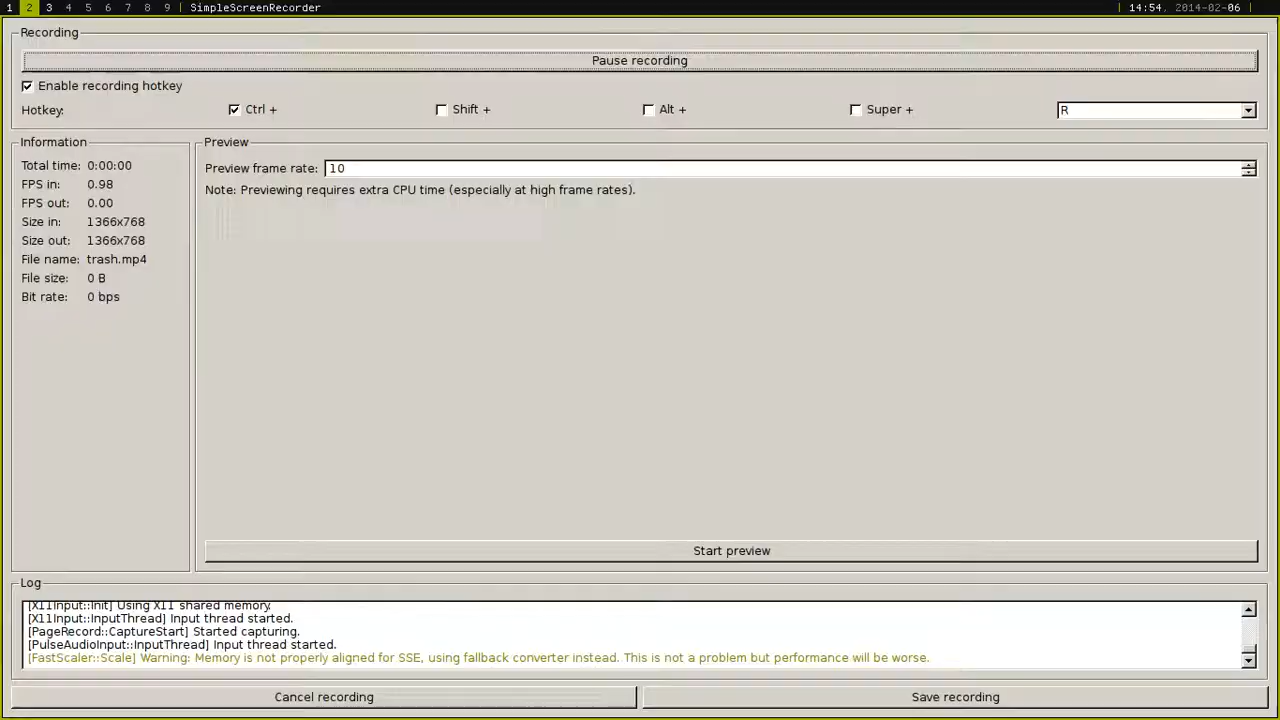 1 2 3 4 5 6 7 8 9 | SimpleScreenRecorder | 14:54, 2014-02-06 |
Recording
Pause recording
Enable recording hotkey
Hotkey: Ctrl + Shift + Alt + Super + R
Information
Total time: 0:00:00
FPS in: 0.98
FPS out: 0.00
Size in: 1366x768
Size out: 1366x768
File name: trash.mp4
File size: 0 B
Bit rate: 0 bps
Preview
Preview frame rate: 10
Note: Previewing requires extra CPU time (especially at high frame rates).
Start preview
Log
[X11Input::Init] Using X11 shared memory.
[X11Input::InputThread] Input thread started.
[PageRecord::CaptureStart] Started capturing.
[PulseAudioInput::InputThread] Input thread started.
[FastScaler::Scale] Warning: Memory is not properly aligned for SSE, using fallback converter instead. This is not a problem but performance will be worse.
Cancel recording
Save recording